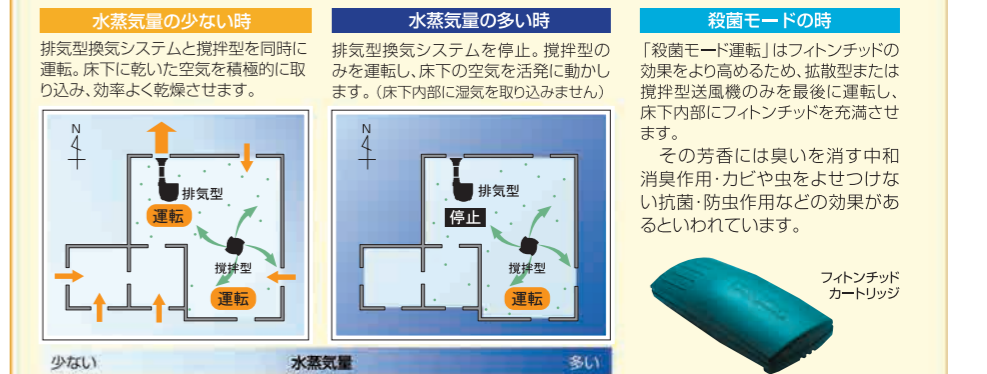 水蒸気量の少ない時
排気型換気システムと撹拌型を同時に
運転。床下に乾いた空気を積極的に取
り込み、効率よく乾燥させます。
N
排気型
運転
撹拌型
運転
水蒸気量の多い時
排気型換気システムを停止。撹拌型の
みを運転し、床下の空気を活発に動かし
ます。（床下内部に湿気を取り込みません）
N
排気型
停止
撹拌型
運転
少ない 水蒸気量 多い
殺菌モードの時
「殺菌モード運転」はフィトンチッドの
効果をより高めるため、拡散型または
撹拌型送風機のみを最後に運転し、
床下内部にフィトンチッドを充満させ
ます。
　その芳香には臭いを消す中和
消臭作用・カビや虫をよせつけな
い抗菌・防虫作用などの効果があ
るといわれています。
フィトンチッド
カートリッジ